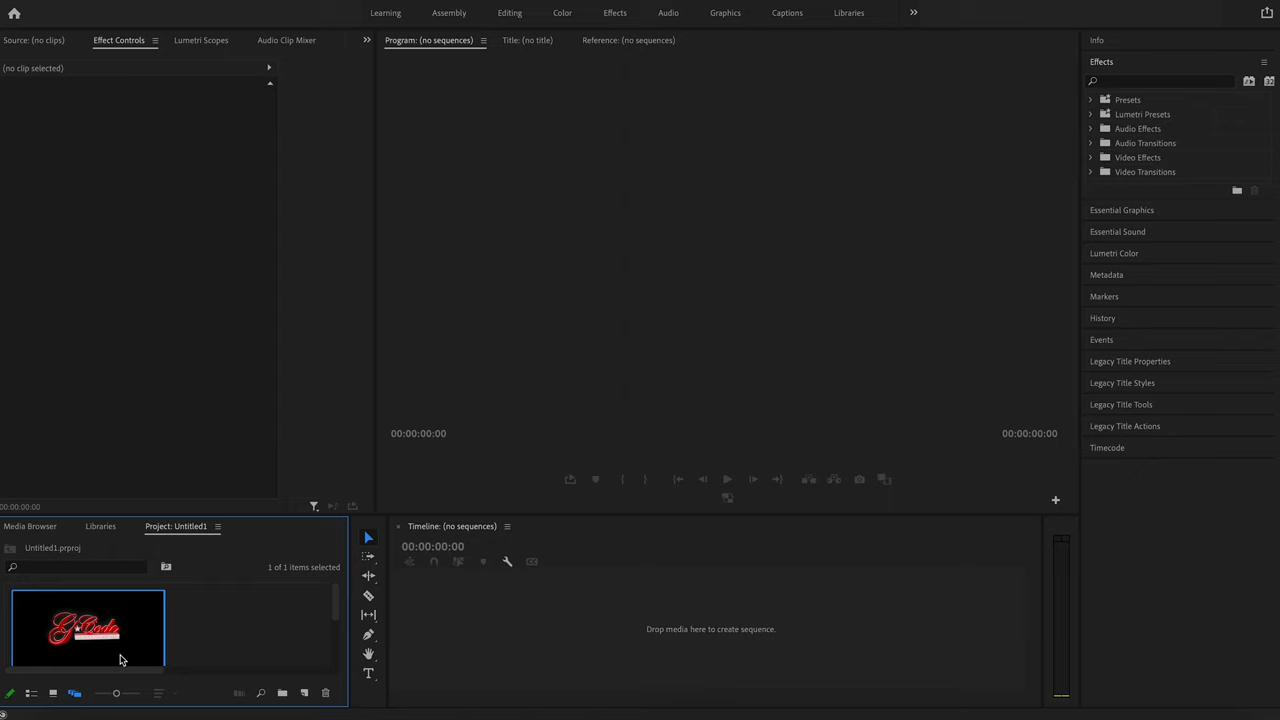 Learning Assembly Editing Color Effects Audio Graphics Captions Libraries
Source: (no clips) Effect Controls Lumetri Scopes Audio Clip Mixer
Program: (no sequences) Title: (no title) Reference: (no sequences)
Info
(no clip selected)
Effects
Presets
Lumetri Presets
Audio Effects
Audio Transitions
Video Effects
Video Transitions
Essential Graphics
Essential Sound
Lumetri Color
Metadata
Markers
History
Events
Legacy Title Properties
Legacy Title Styles
Legacy Title Tools
Legacy Title Actions
Timecode
00:00:00:00 00:00:00:00
00:00:00:00
Media Browser Libraries Project: Untitled1
Untitled1.prproj
1 of 1 items selected
G Code
Timeline: (no sequences)
00:00:00:00
Drop media here to create sequence.